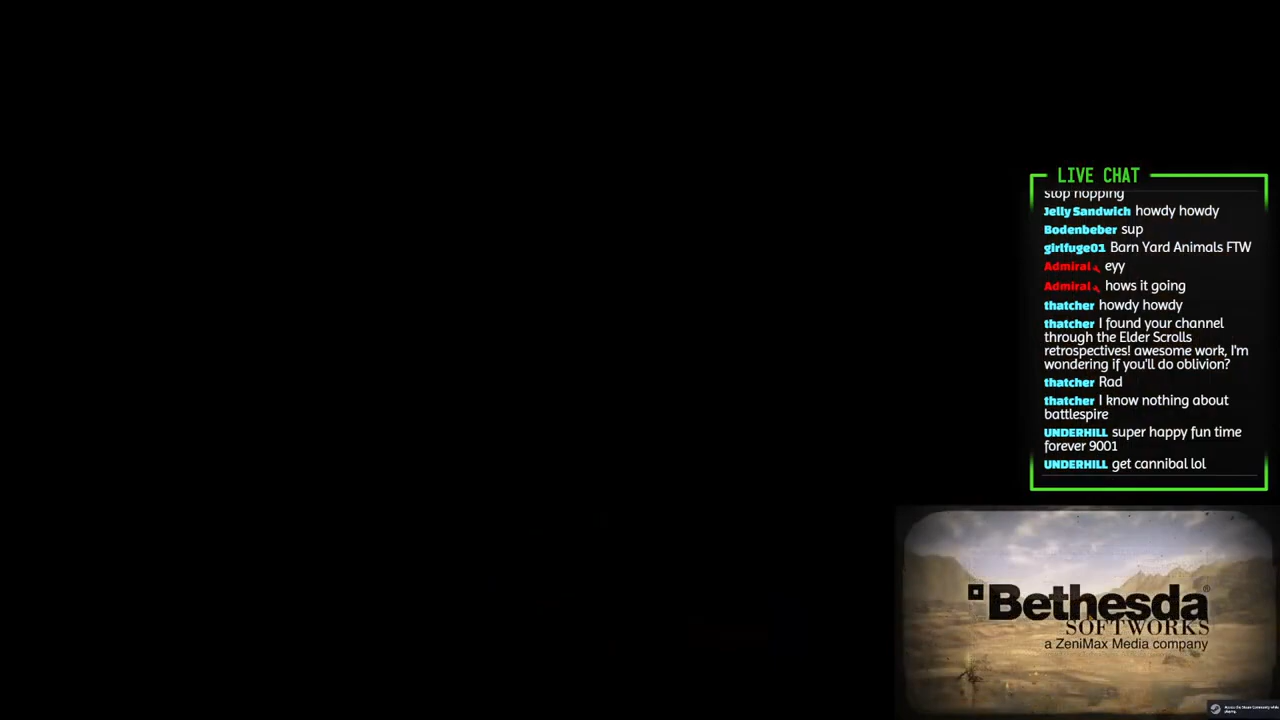 LIVE CHAT
stop hopping
Jelly Sandwich howdy howdy
Bodenbeber sup
girlfuge01 Barn Yard Animals FTW
Admiral eyy
Admiral hows it going
thatcher howdy howdy
thatcher I found your channel
through the Elder Scrolls
retrospectives! awesome work, I'm
wondering if you'll do oblivion?
thatcher Rad
thatcher I know nothing about
battlespire
UNDERHILL super happy fun time
forever 9001
UNDERHILL get cannibal lol
Bethesda®
SOFTWORKS
a ZeniMax Media company